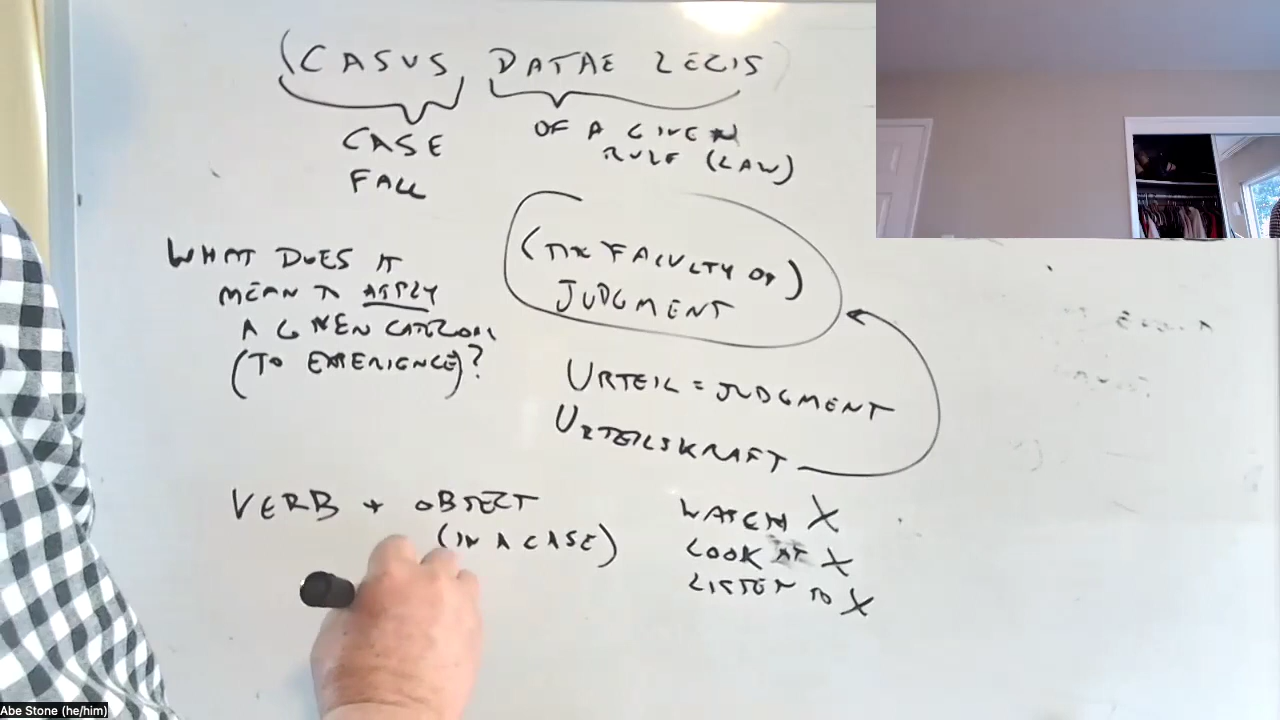 (CASUS DATAE LEGIS)
CASE
FALL
OF A GIVEN
RULE (LAW)
WHAT DOES IT
MEAN TO APPLY
A GIVEN CATEGORY
(TO EXPERIENCE)?
(THE FACULTY OF)
JUDGMENT
URTEIL = JUDGMENT
URTEILSKRAFT
VERB + OBJECT
(IN A CASE)
WATCH X
LOOK AT X
LISTEN TO X
Abe Stone (he/him)